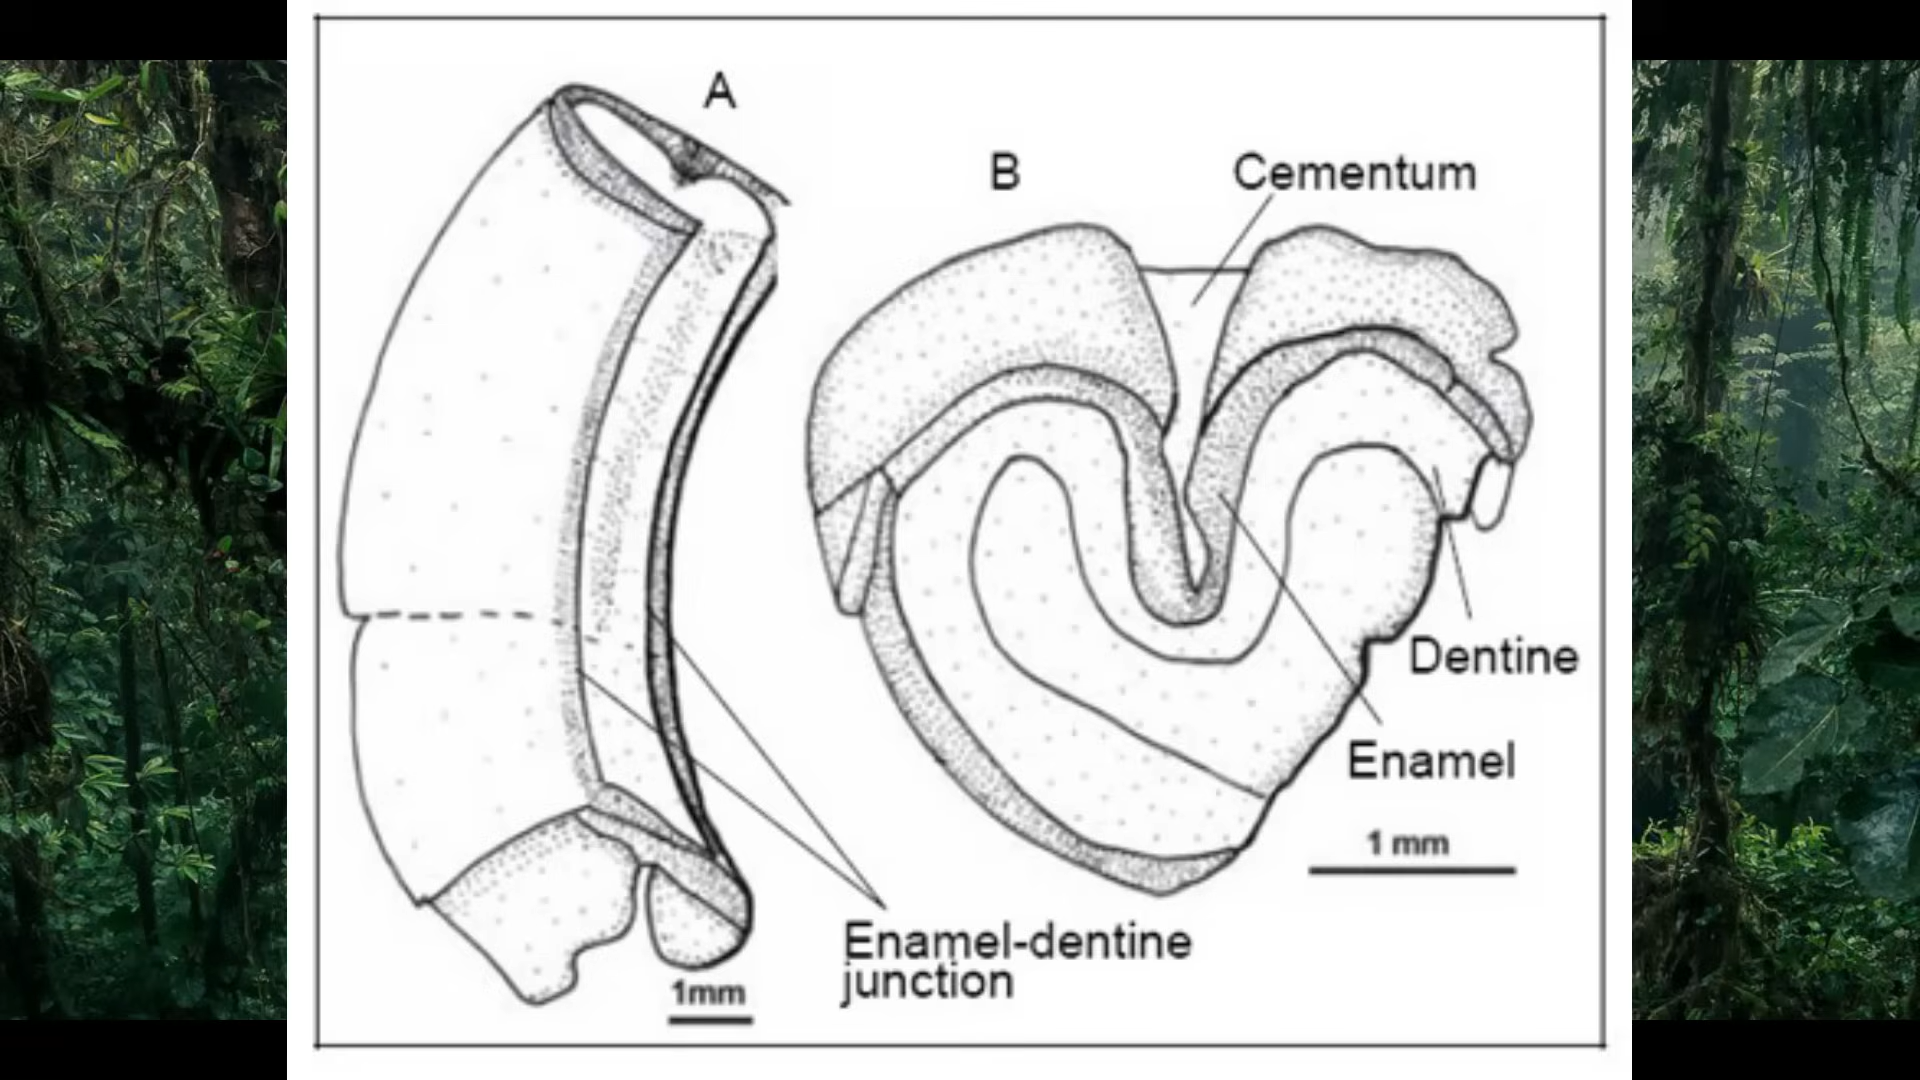 A
B
Cementum
Dentine
Enamel
1 mm
Enamel-dentine
junction
1mm